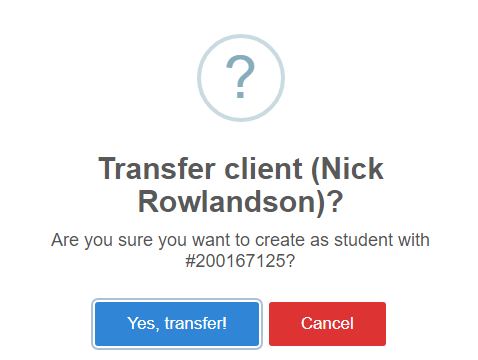 ?
Transfer client (Nick
Rowlandson)?
Are you sure you want to create as student with
#200167125?
Yes, transfer! Cancel